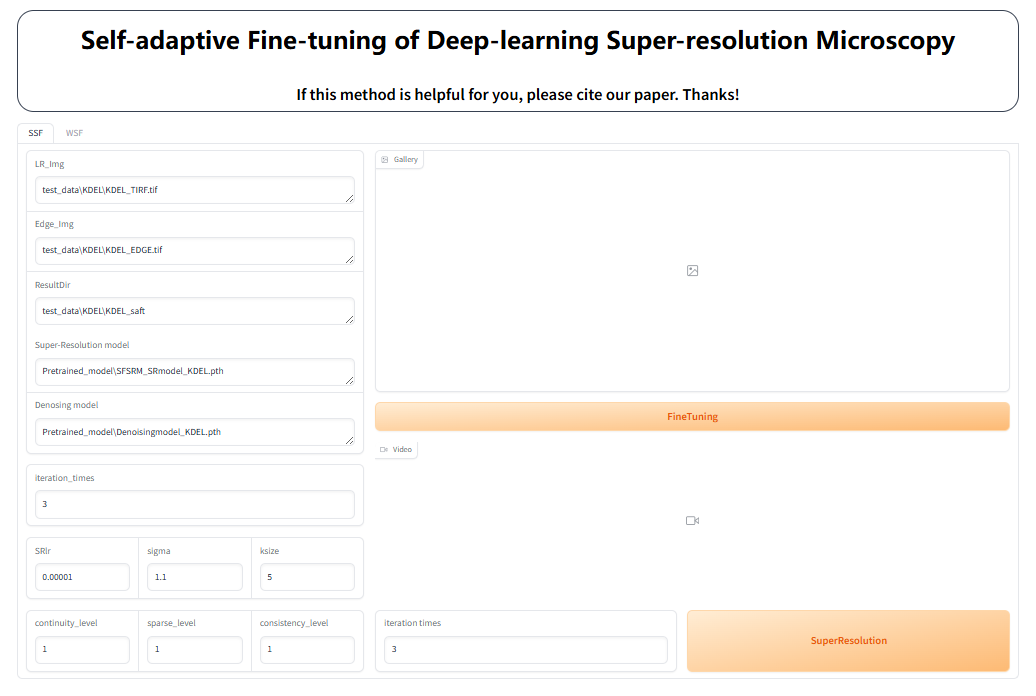 Self-adaptive Fine-tuning of Deep-learning Super-resolution Microscopy
If this method is helpful for you, please cite our paper. Thanks!
SSF WSF
LR_Img
test_data\KDEL\KDEL_TIRF.tif
Edge_Img
test_data\KDEL\KDEL_EDGE.tif
ResultDir
test_data\KDEL\KDEL_saft
Super-Resolution model
Pretrained_model\SFSRM_SRmodel_KDEL.pth
Denosing model
Pretrained_model\Denoisingmodel_KDEL.pth
iteration_times
3
SRlr sigma ksize
0.00001 1.1 5
continuity_level sparse_level consistency_level
1 1 1
Gallery
FineTuning
Video
iteration times
3
SuperResolution